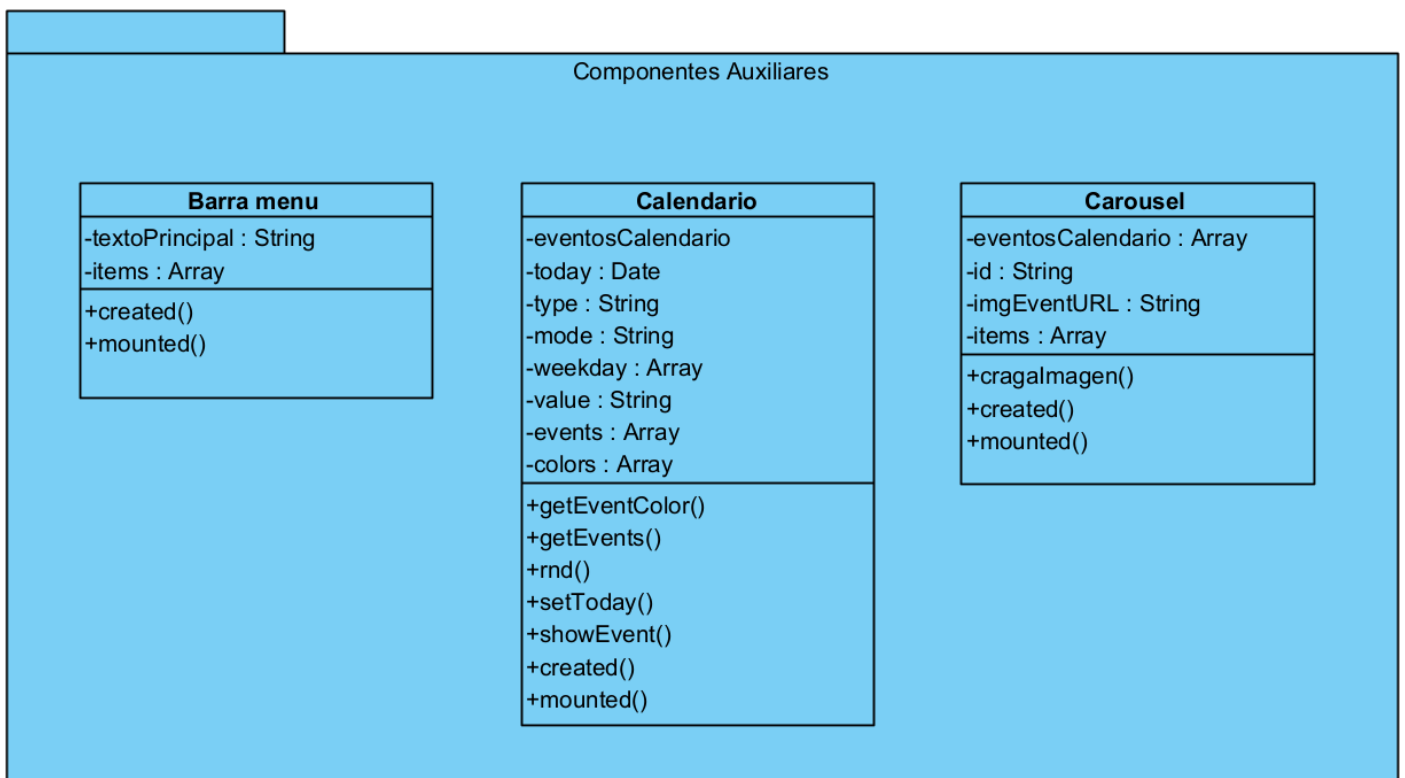 Componentes Auxiliares
Barra menu
-textoPrincipal : String
-items : Array
+created()
+mounted()
Calendario
-eventosCalendario
-today : Date
-type : String
-mode : String
-weekday : Array
-value : String
-events : Array
-colors : Array
+getEventColor()
+getEvents()
+rnd()
+setToday()
+showEvent()
+created()
+mounted()
Carousel
-eventosCalendario : Array
-id : String
-imgEventURL : String
-items : Array
+cragaImagen()
+created()
+mounted()